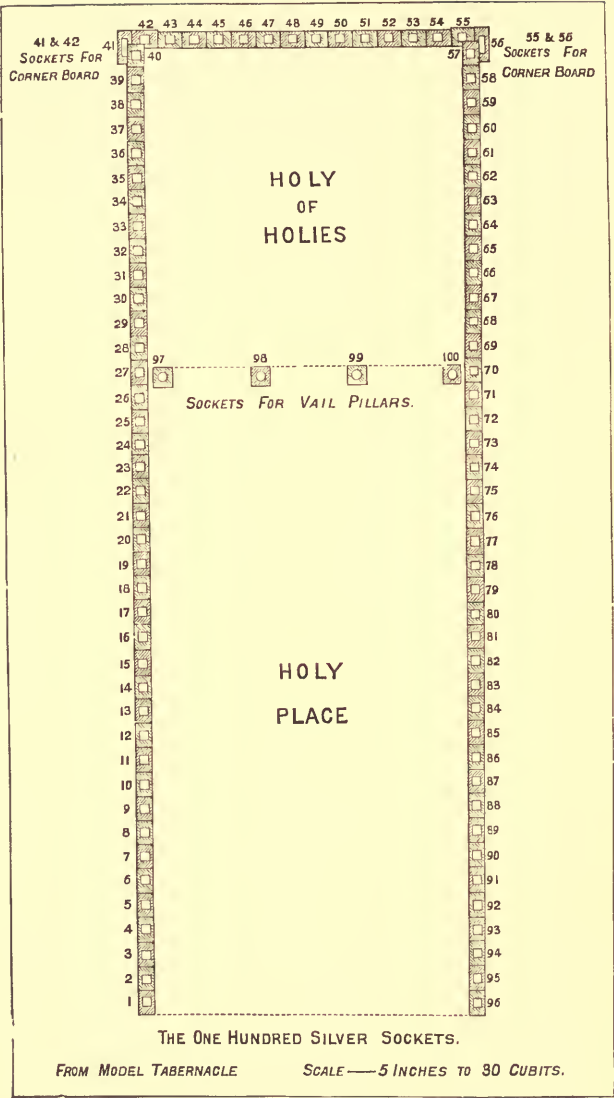 42 43 44 45 46 47 48 49 50 51 52 53 54 55
41 & 42
SOCKETS FOR
CORNER BOARD
41
40
56
57
55 & 56
SOCKETS FOR
CORNER BOARD
39 58
38 59
37 60
36 61
35 62
34 63
33 64
32 65
31 66
30 67
29 68
28 69
27 70
26 71
25 72
24 73
23 74
22 75
21 76
20 77
19 78
18 79
17 80
16 81
15 82
14 83
13 84
12 85
11 86
10 87
9 88
8 89
7 90
6 91
5 92
4 93
3 94
2 95
1 96
HOLY
OF
HOLIES
97 98 99 100
SOCKETS FOR VAIL PILLARS.
HOLY
PLACE
THE ONE HUNDRED SILVER SOCKETS.
FROM MODEL TABERNACLE SCALE—5 INCHES TO 30 CUBITS.